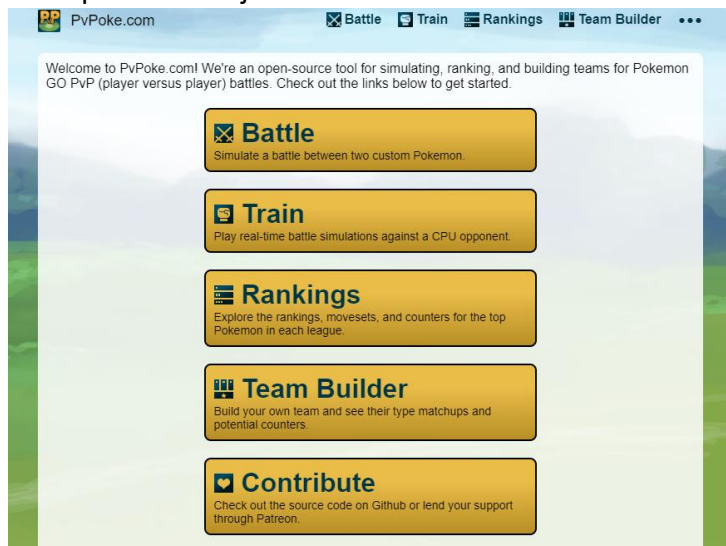 PvPoke.com Battle Train Rankings Team Builder
Welcome to PvPoke.com! We're an open-source tool for simulating, ranking, and building teams for Pokemon
GO PvP (player versus player) battles. Check out the links below to get started.
Battle
Simulate a battle between two custom Pokemon.
Train
Play real-time battle simulations against a CPU opponent.
Rankings
Explore the rankings, movesets, and counters for the top
Pokemon in each league.
Team Builder
Build your own team and see their type matchups and
potential counters.
Contribute
Check out the source code on Github or lend your support
through Patreon.